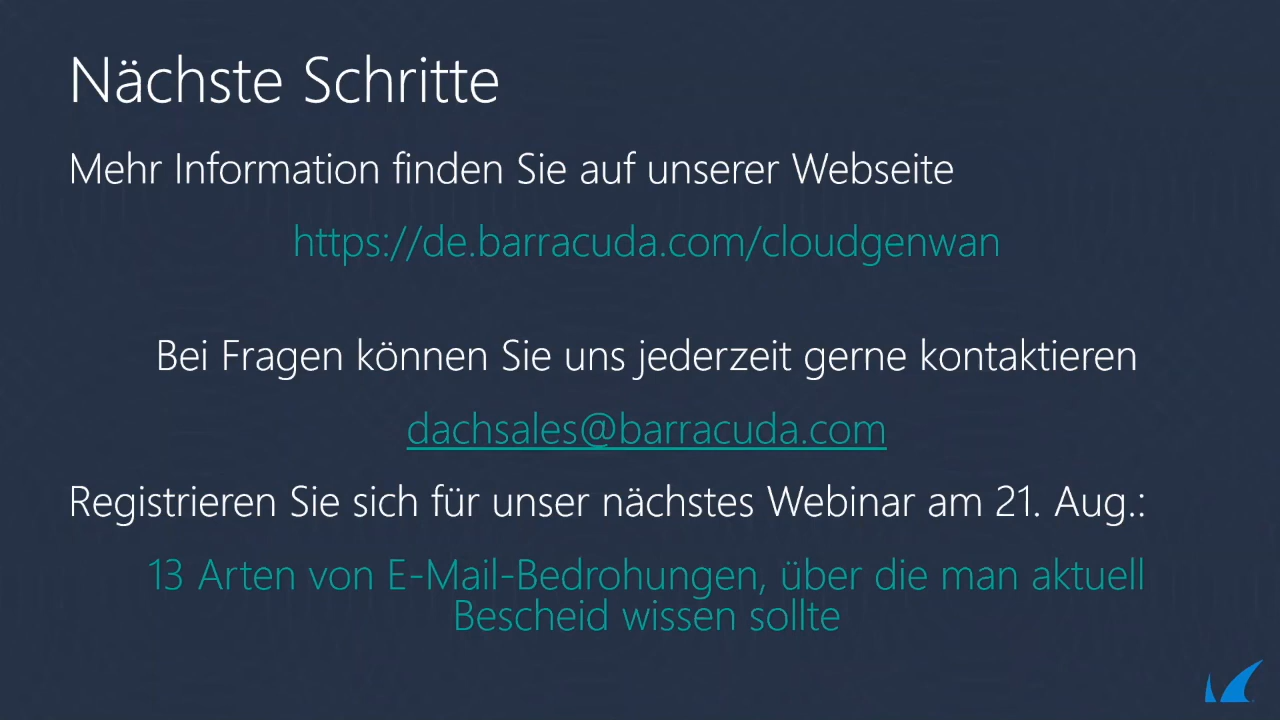 Nächste Schritte
Mehr Information finden Sie auf unserer Webseite
https://de.barracuda.com/cloudgenwan
Bei Fragen können Sie uns jederzeit gerne kontaktieren
dachsales@barracuda.com
Registrieren Sie sich für unser nächstes Webinar am 21. Aug.:
13 Arten von E-Mail-Bedrohungen, über die man aktuell
Bescheid wissen sollte